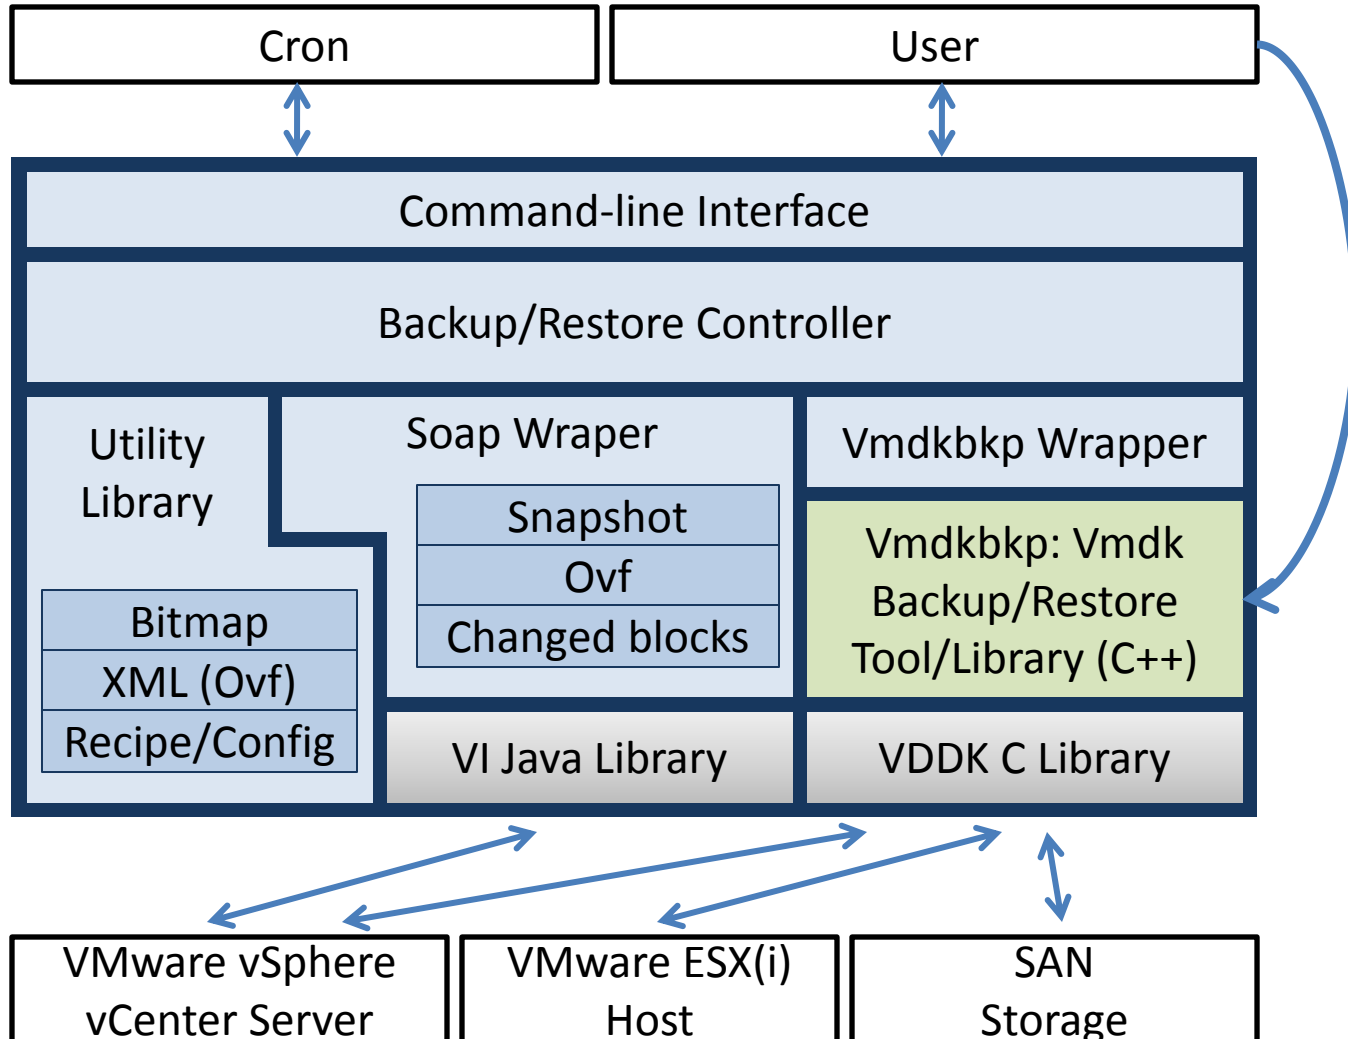 Cron
User
Command-line Interface
Backup/Restore Controller
Utility
Library
Bitmap
XML (Ovf)
Recipe/Config
Soap Wraper
Snapshot
Ovf
Changed blocks
VI Java Library
Vmdkbkp Wrapper
Vmdkbkp: Vmdk
Backup/Restore
Tool/Library (C++)
VDDK C Library
VMware vSphere
vCenter Server
VMware ESX(i)
Host
SAN
Storage